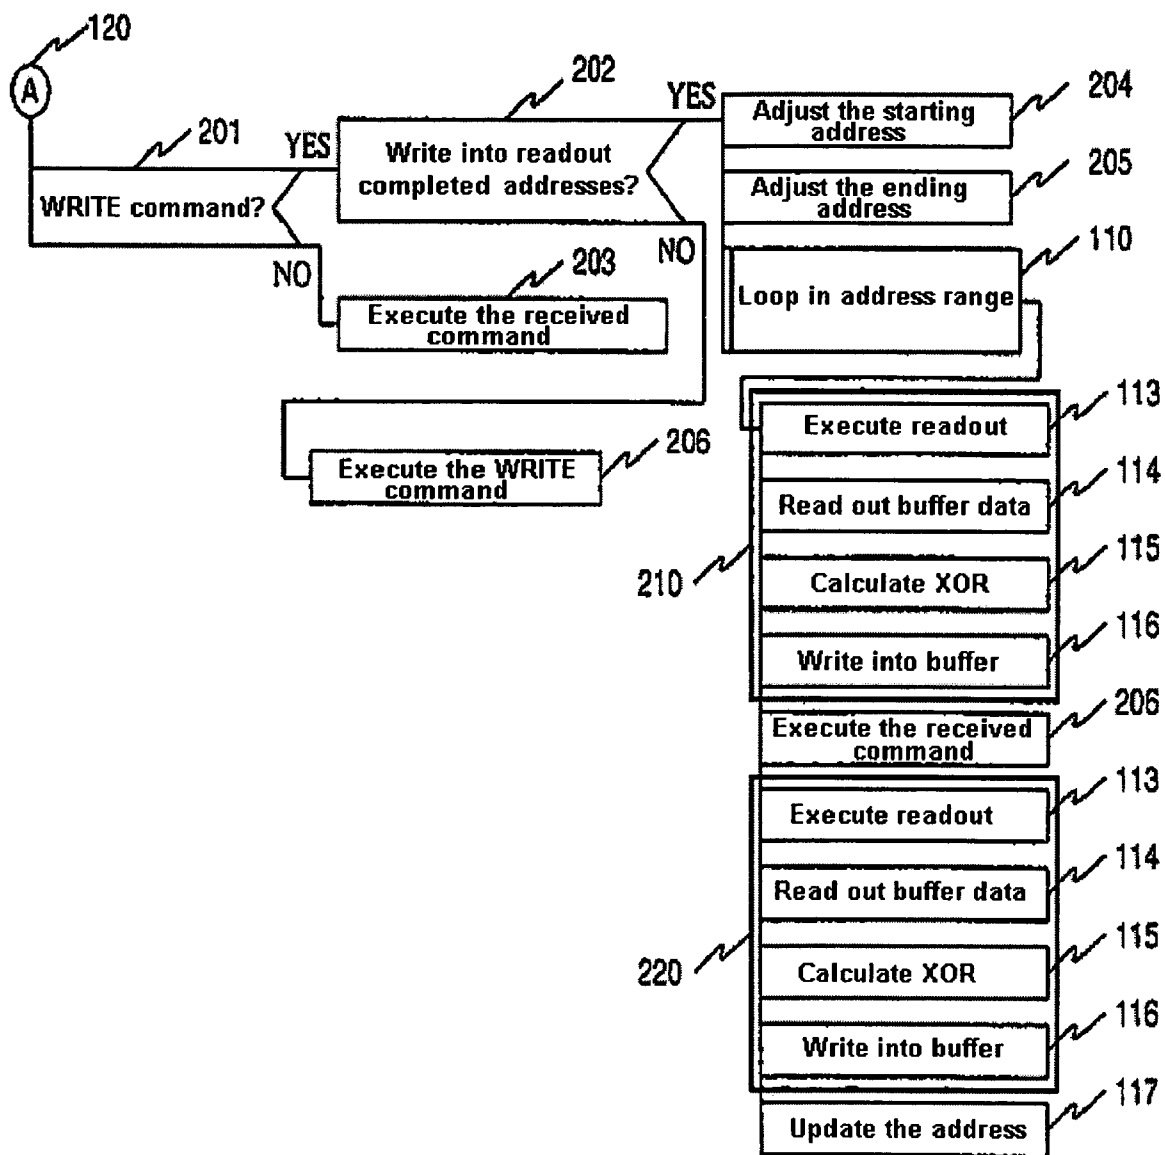 120
A
201
WRITE command?
YES
NO
202
Write into readout
completed addresses?
YES
NO
203
Execute the received
command
206
Execute the WRITE
command
204
Adjust the starting
address
205
Adjust the ending
address
110
Loop in address range
210
113
Execute readout
114
Read out buffer data
115
Calculate XOR
116
Write into buffer
206
Execute the received
command
220
113
Execute readout
114
Read out buffer data
115
Calculate XOR
116
Write into buffer
117
Update the address